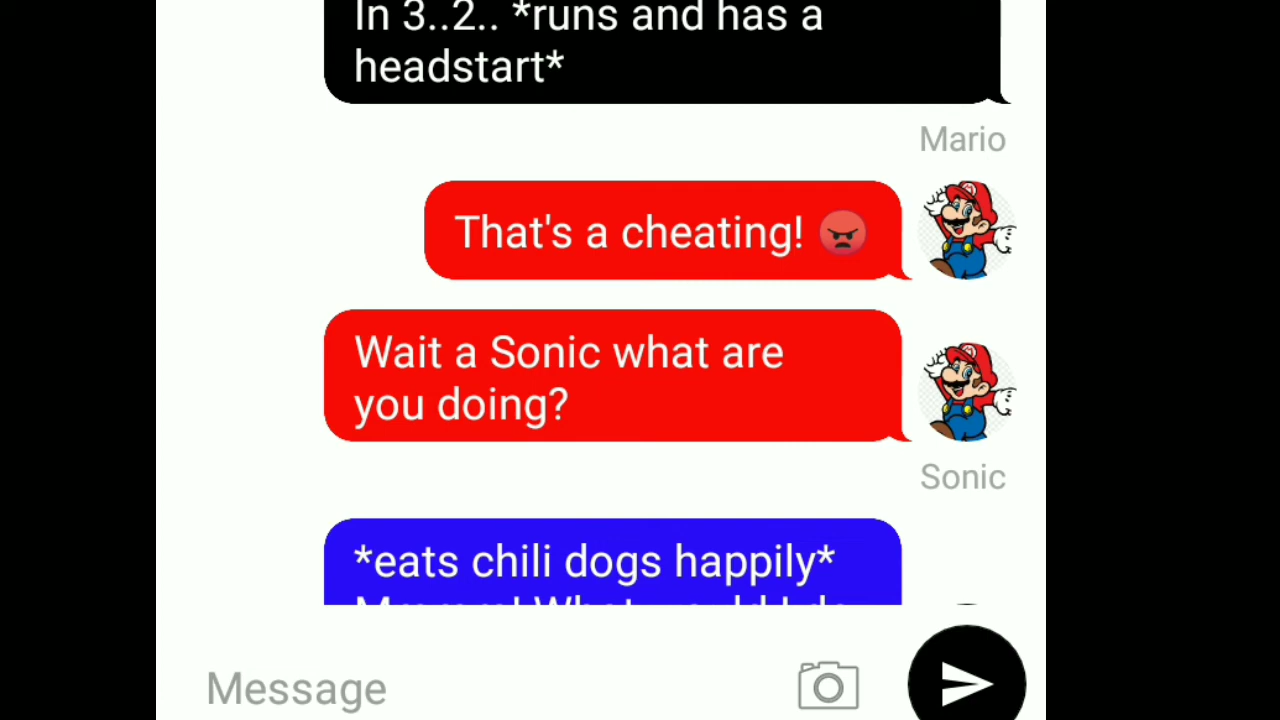 In 3..2.. *runs and has a
headstart*
Mario
That's a cheating! 😡
Wait a Sonic what are
you doing?
Sonic
*eats chili dogs happily*
Message